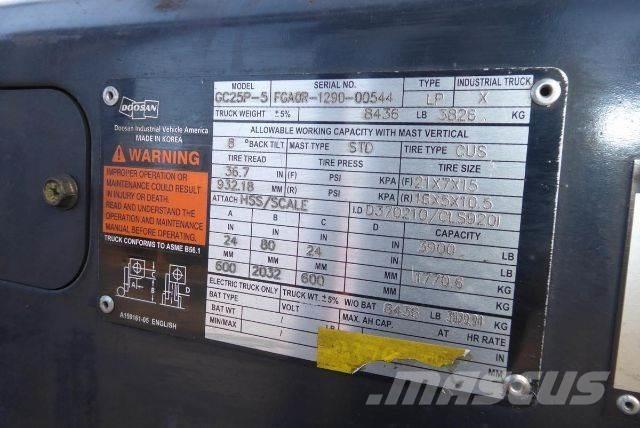 MODEL SERIAL NO. TYPE INDUSTRIAL TRUCK
GC25P-5 FGA0R-1290-00544 LP X
TRUCK WEIGHT ±5% 8436 LB 3826 KG
ALLOWABLE WORKING CAPACITY WITH MAST VERTICAL
8 °BACK TILT MAST TYPE STD TIRE TYPE CUS
TIRE TREAD TIRE PRESS TIRE SIZE
36.7 IN (F) PSI KPA (F) 21X7X15
932.18 MM (R) PSI KPA (R) 16X5X10.5
ATTACH HSS/SCALE I.D D370210/CLS920I
A B C D CAPACITY
IN IN IN IN 3900 LB
24 80 24
MM MM MM MM 1770.6 KG
600 2032 600
ELECTRIC TRUCK ONLY TRUCK WT. ±5% W/O BAT 8436 LB KG
BAT TYPE MAX. AH CAP. AT HR RATE
BAT WT LB
MIN/MAX / KG
MM
DOOSAN
Doosan Industrial Vehicle America
MADE IN KOREA
WARNING
IMPROPER OPERATION OR
MAINTENANCE COULD RESULT
IN INJURY OR DEATH.
READ AND UNDERSTAND THE
OPERATION AND MAINTENANCE
MANUAL BEFORE OPERATING.
TRUCK CONFORMS TO ASME B56.1
A B C D
A159161-05 ENGLISH
MASCUS